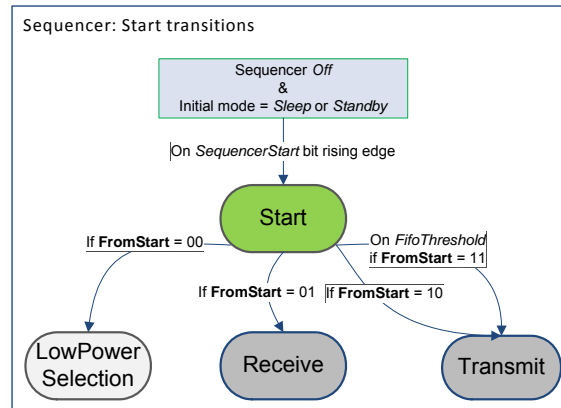 Sequencer: Start transitions
Sequencer Off
&
Initial mode = Sleep or Standby
On SequencerStart bit rising edge
Start
If FromStart = 00
On FifoThreshold
if FromStart = 11
If FromStart = 01
If FromStart = 10
LowPower
Selection
Receive
Transmit